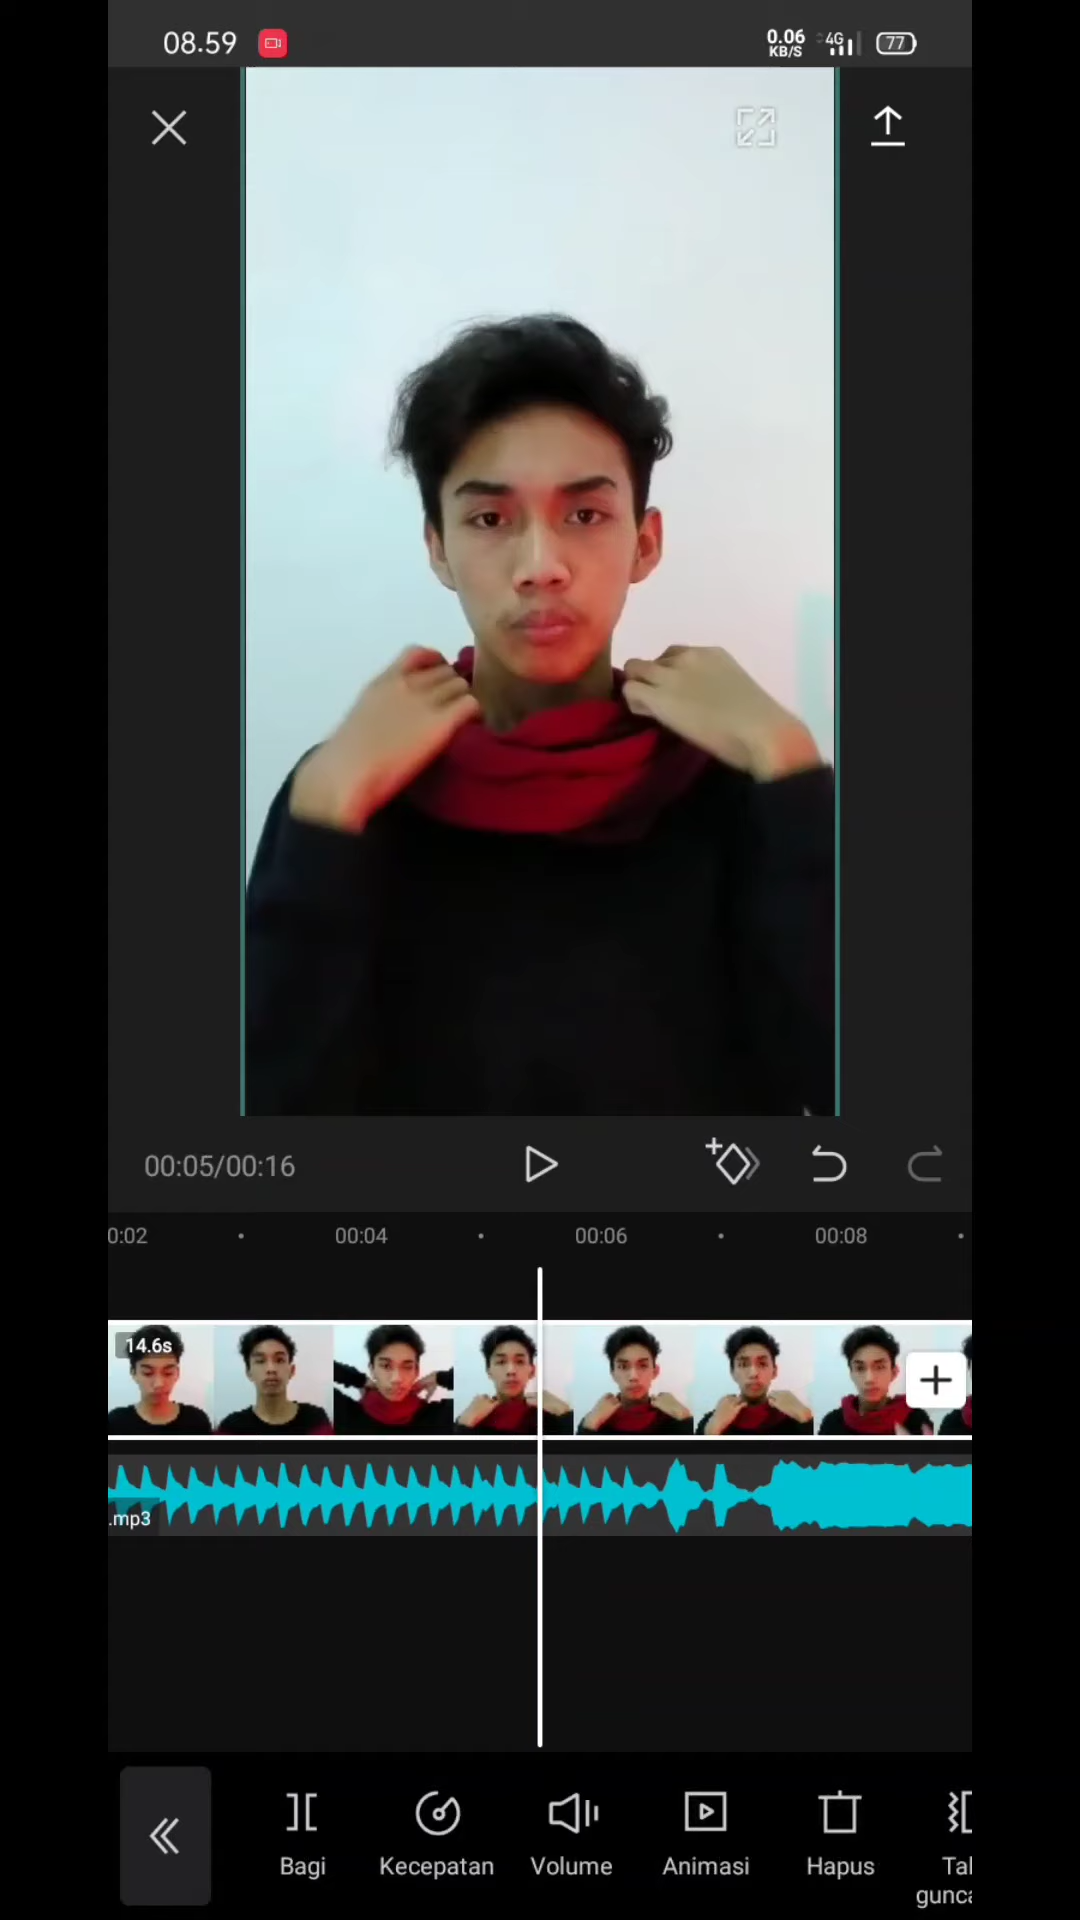 08.59
0.06
KB/S
4G
77
00:05/00:16
0:02
00:04
00:06
00:08
14.6s
.mp3
Bagi
Kecepatan
Volume
Animasi
Hapus
Tal
gunca